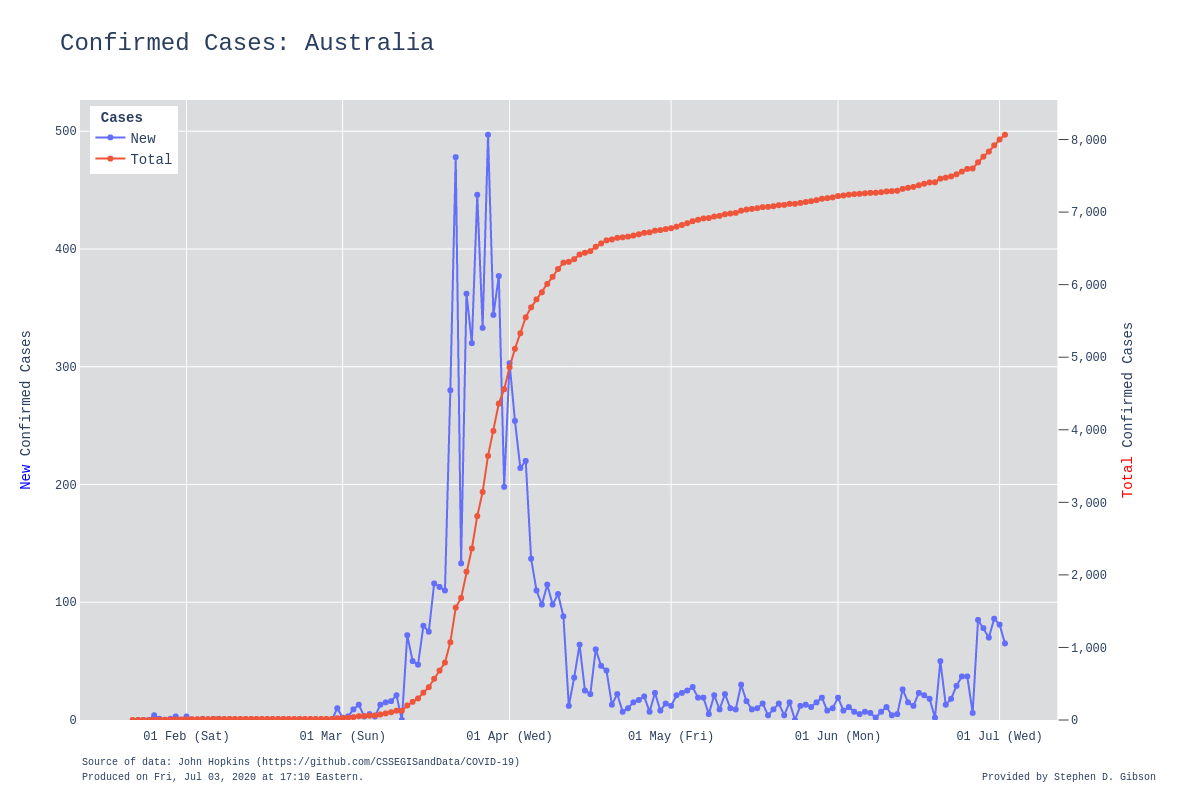 Confirmed Cases: Australia
Cases
New
Total
500
400
300
200
100
0
8,000
7,000
6,000
5,000
4,000
3,000
2,000
1,000
0
New Confirmed Cases
Total Confirmed Cases
01 Feb (Sat)
01 Mar (Sun)
01 Apr (Wed)
01 May (Fri)
01 Jun (Mon)
01 Jul (Wed)
Source of data: John Hopkins (https://github.com/CSSEGISandData/COVID-19)
Produced on Fri, Jul 03, 2020 at 17:10 Eastern.
Provided by Stephen D. Gibson